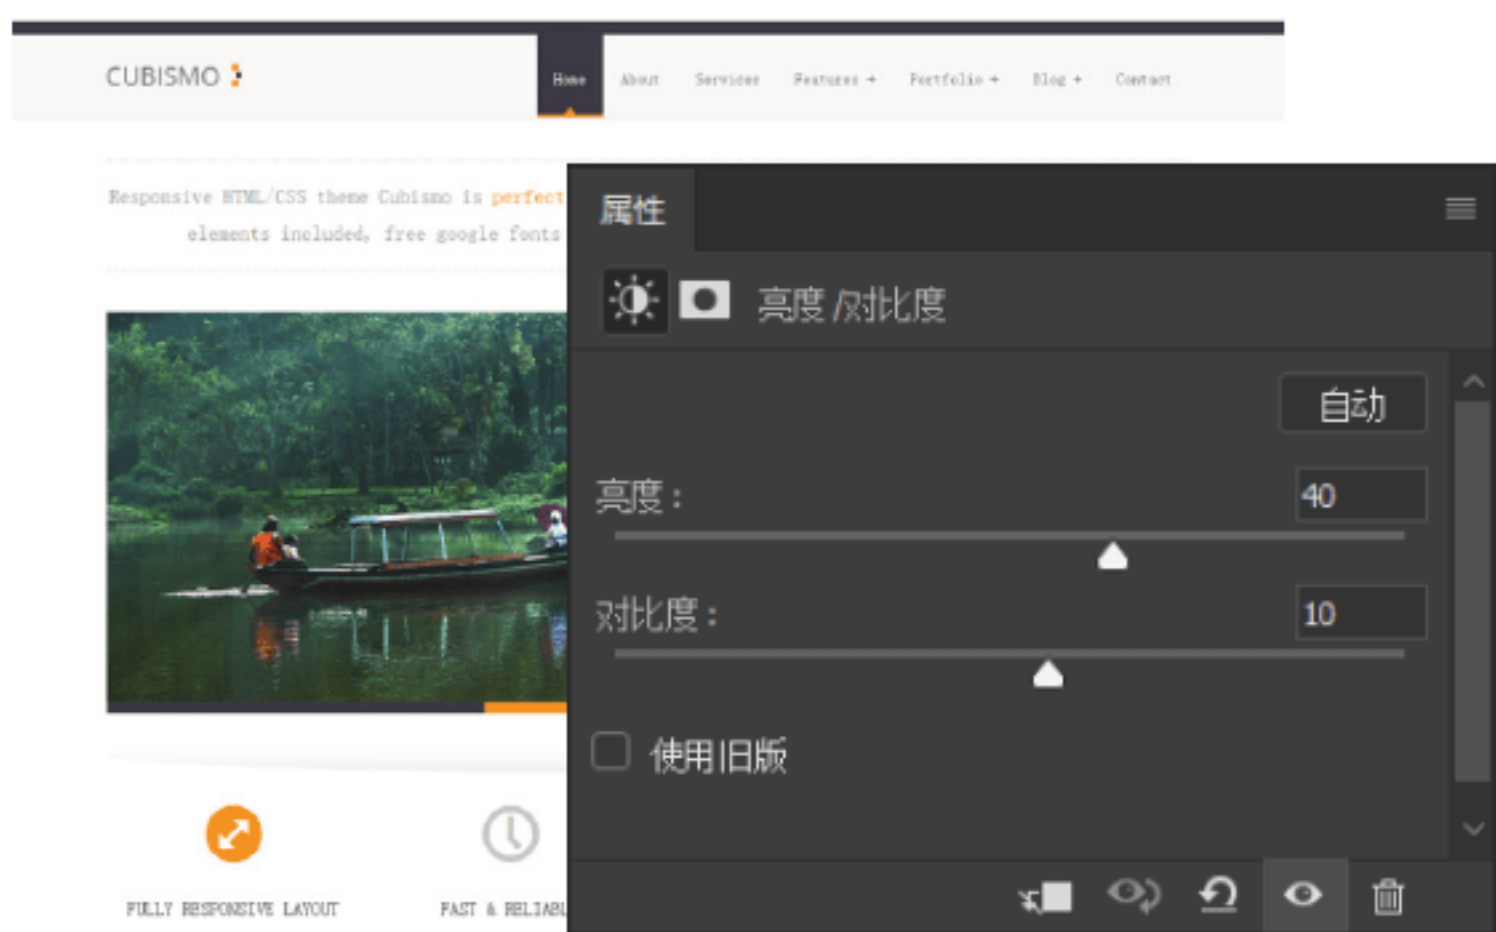 CUBISMO
Home About Services Features + Portfolio + Blog + Contact
Responsive HTML/CSS theme Cubismo is perfect
elements included, free google fonts
属性
亮度/对比度
自动
亮度: 40
对比度: 10
使用旧版
FULLY RESPONSIVE LAYOUT
FAST & RELIABL